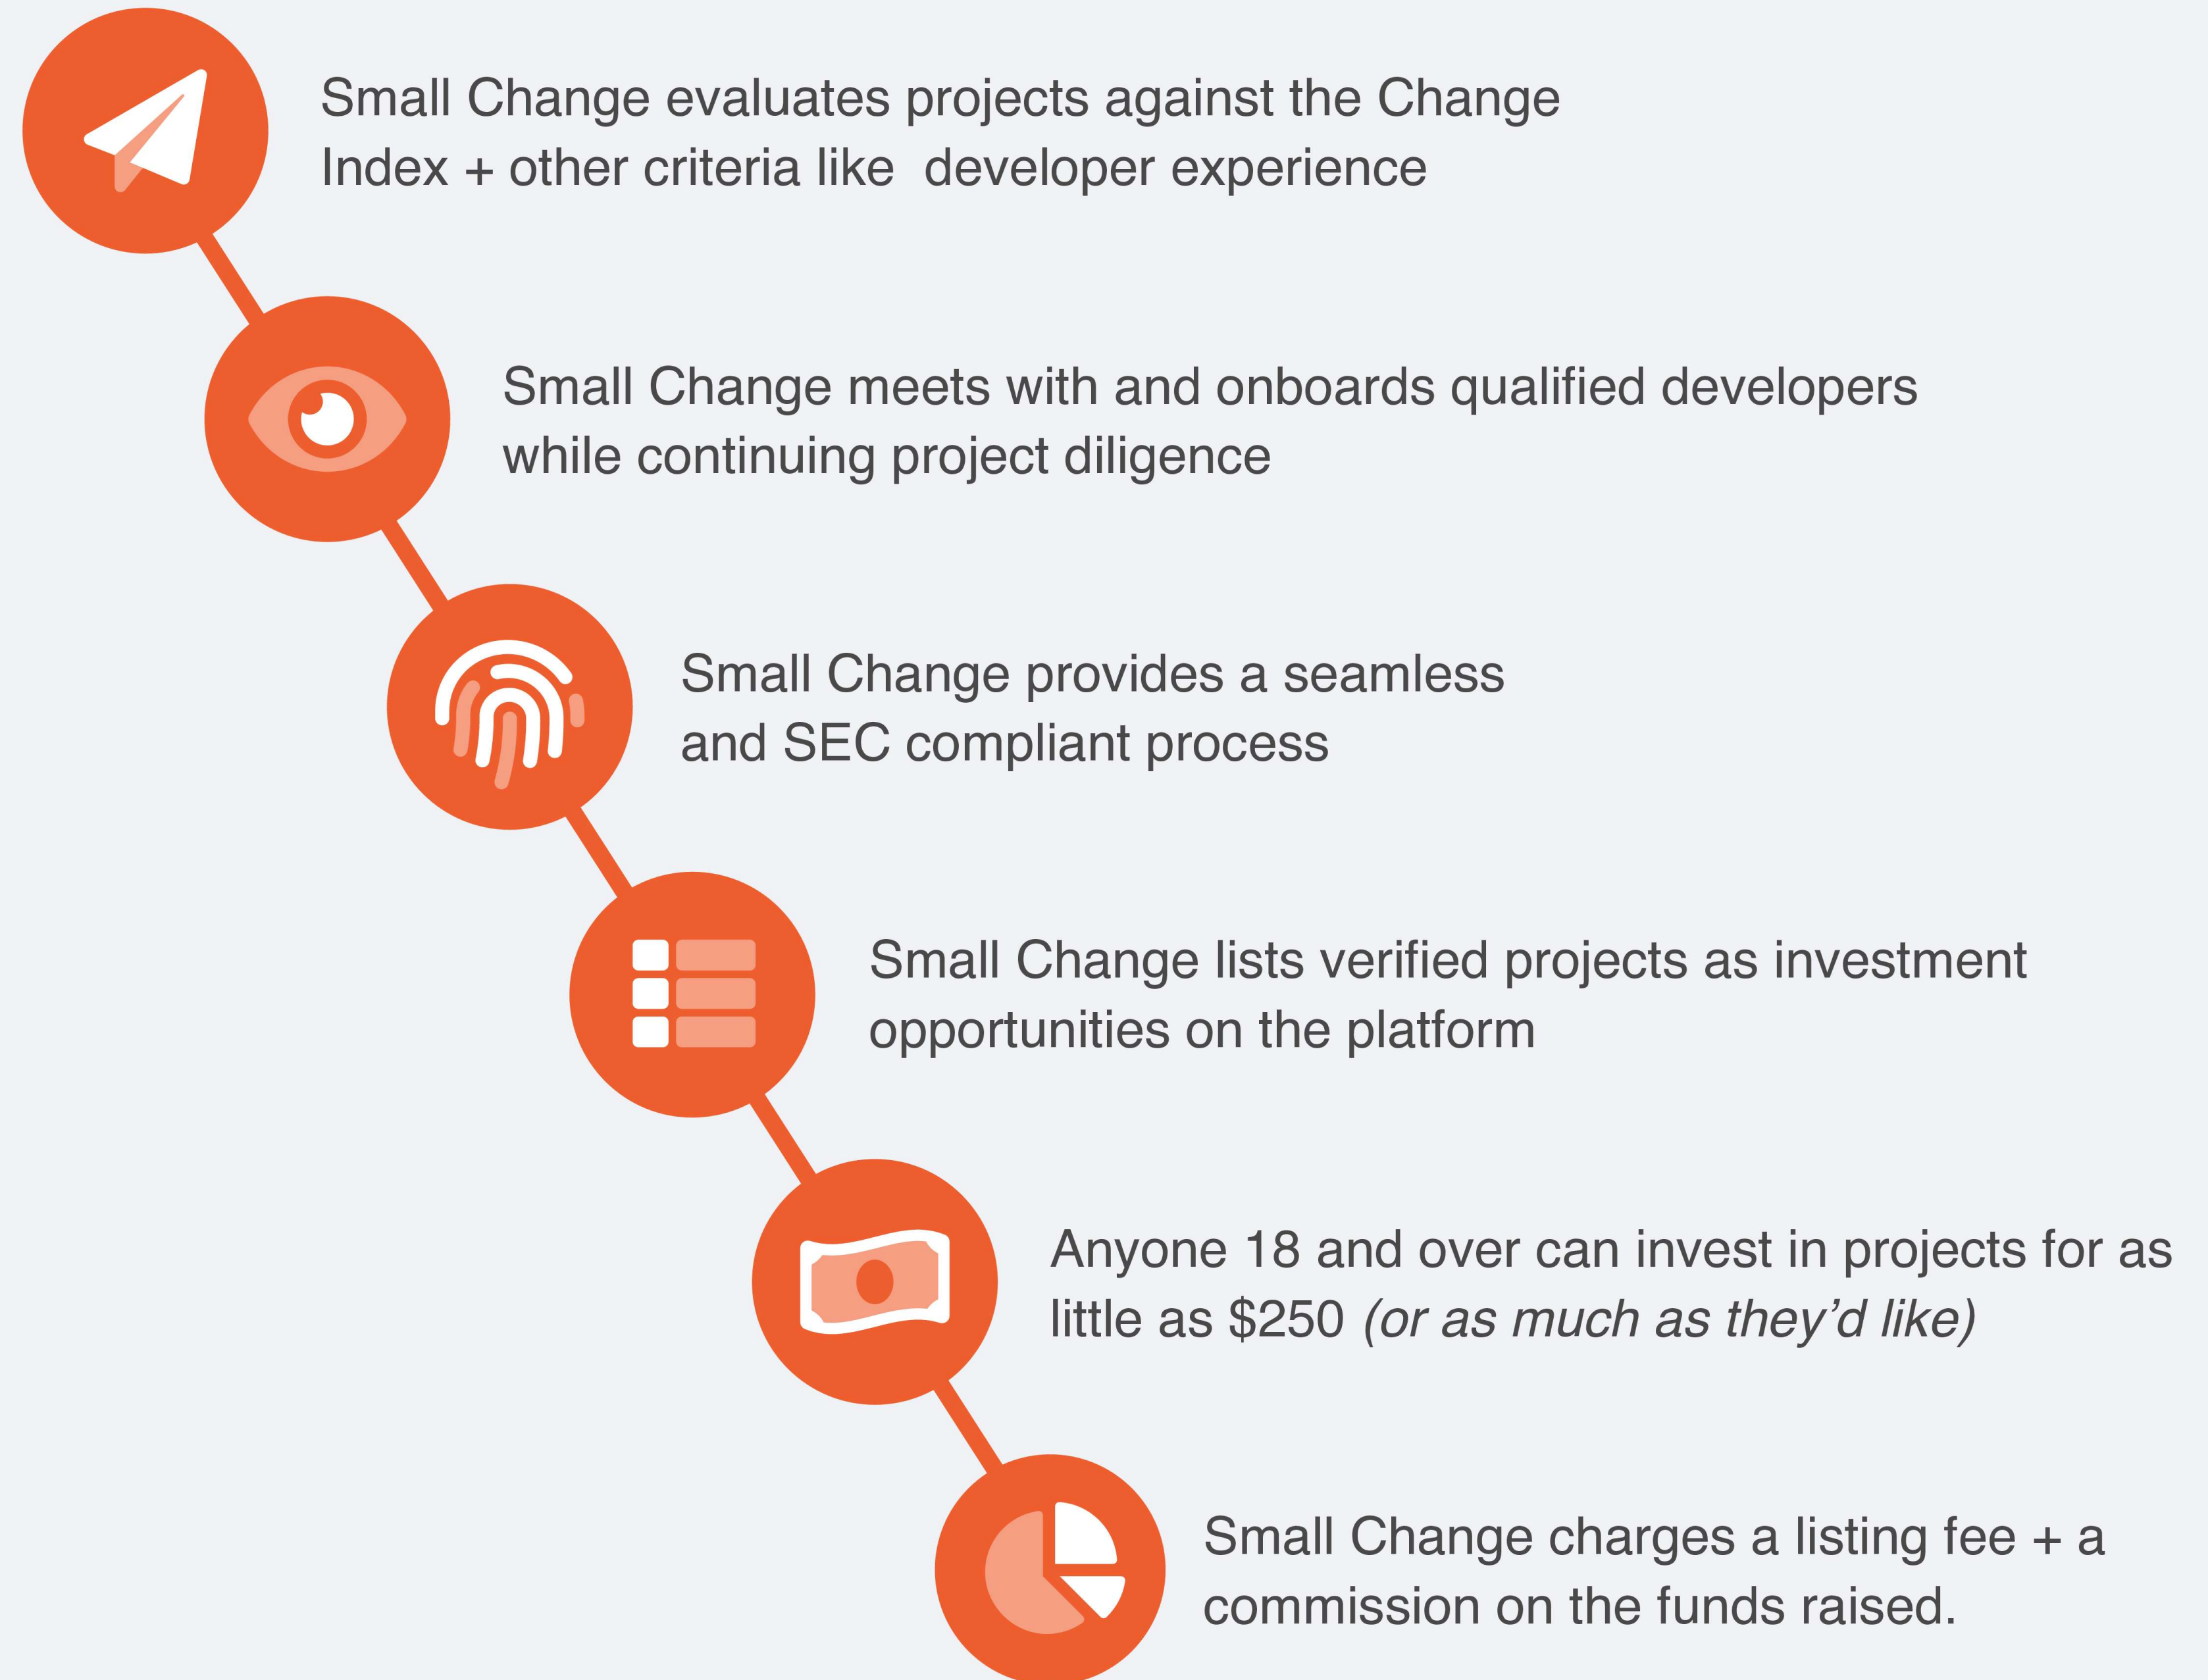 Small Change evaluates projects against the Change
Index + other criteria like  developer experience
Small Change meets with and onboards qualified developers
while continuing project diligence
Small Change provides a seamless
and SEC compliant process
Small Change lists verified projects as investment
opportunities on the platform
Anyone 18 and over can invest in projects for as
little as $250 (or as much as they’d like)
Small Change charges a listing fee + a
commission on the funds raised.